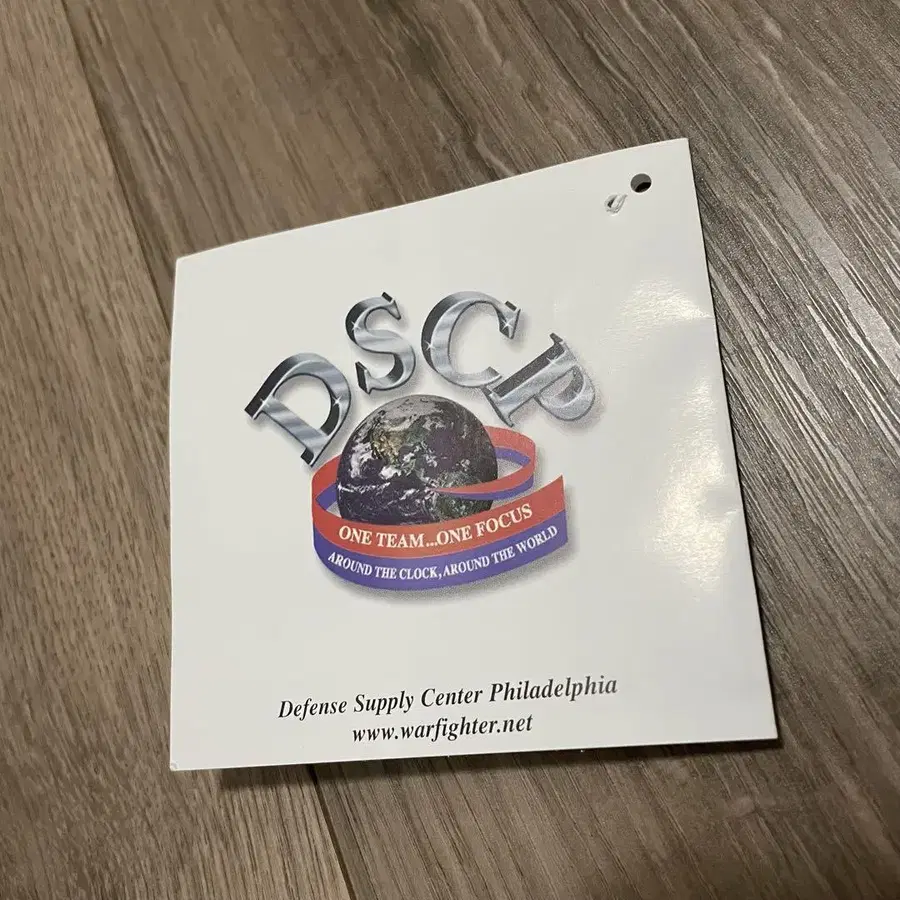 DSCP
ONE TEAM...ONE FOCUS
AROUND THE CLOCK, AROUND THE WORLD
Defense Supply Center Philadelphia
www.warfighter.net